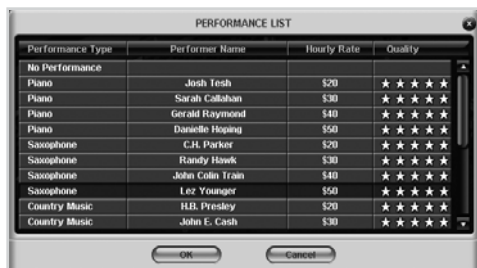 PERFORMANCE LIST
Performance Type Performer Name Hourly Rate Quality
No Performance
Piano Josh Tesh $20
Piano Sarah Callahan $30
Piano Gerald Raymond $40
Piano Danielle Hoping $50
Saxophone C.H. Parker $20
Saxophone Randy Hawk $30
Saxophone John Colin Train $40
Saxophone Lez Younger $50
Country Music H.B. Presley $20
Country Music John E. Cash $30
OK Cancel